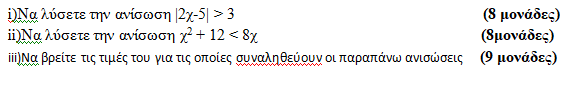 i)Να λύσετε την ανίσωση |2χ-5| > 3 (8 μονάδες)
ii)Να λύσετε την ανίσωση χ² + 12 < 8χ (8μονάδες)
iii)Να βρείτε τις τιμές του για τις οποίες συναληθεύουν οι παραπάνω ανισώσεις (9 μονάδες)